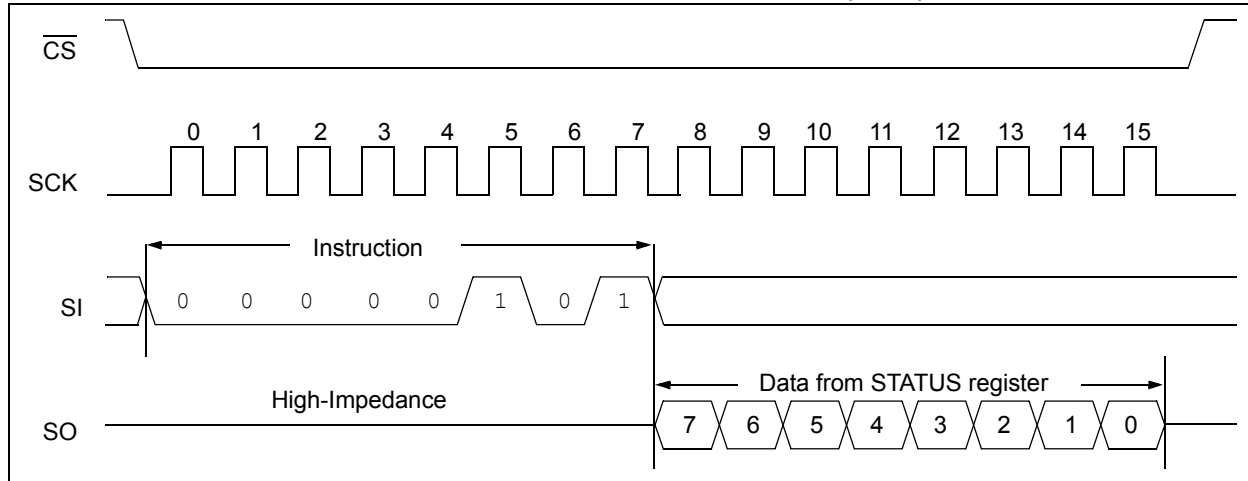 CS
0 1 2 3 4 5 6 7 8 9 10 11 12 13 14 15
SCK
Instruction
SI 0 0 0 0 0 1 0 1
Data from STATUS register
High-Impedance
SO 7 6 5 4 3 2 1 0